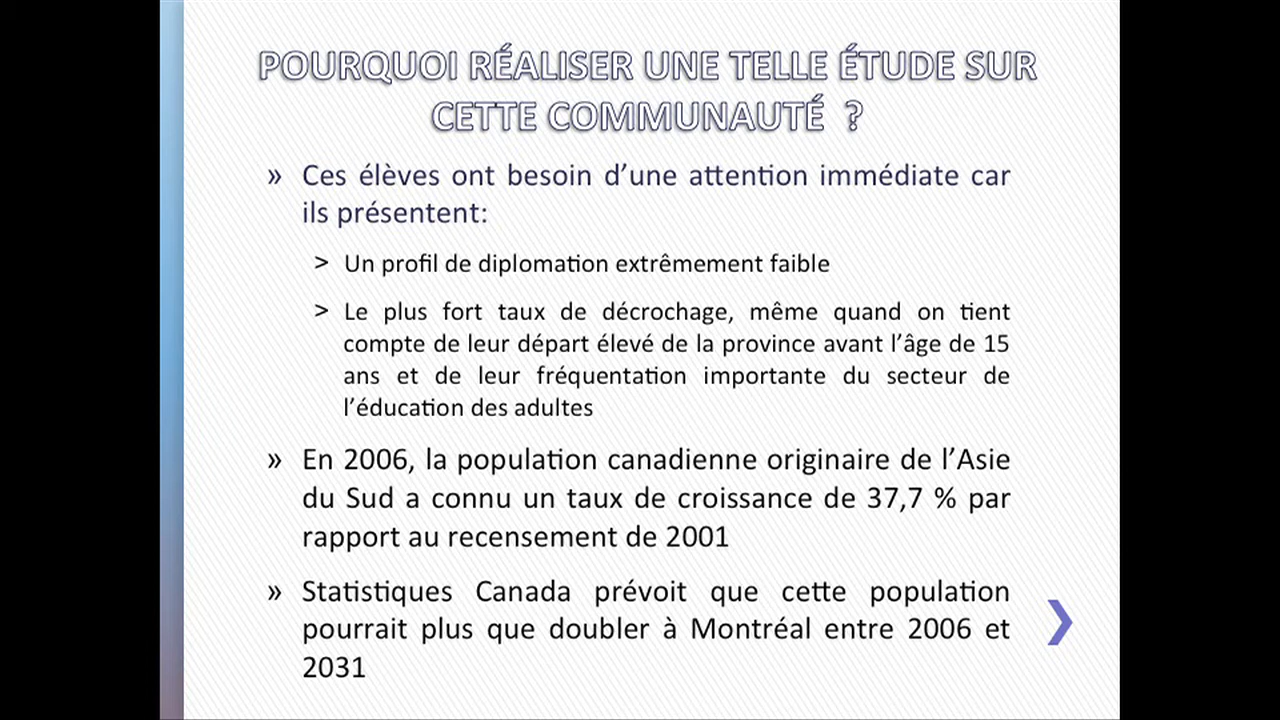 POURQUOI RÉALISER UNE TELLE ÉTUDE SUR
CETTE COMMUNAUTÉ ?
» Ces élèves ont besoin d’une attention immédiate car
ils présentent:
> Un profil de diplomation extrêmement faible
> Le plus fort taux de décrochage, même quand on tient
compte de leur départ élevé de la province avant l’âge de 15
ans et de leur fréquentation importante du secteur de
l’éducation des adultes
» En 2006, la population canadienne originaire de l’Asie
du Sud a connu un taux de croissance de 37,7 % par
rapport au recensement de 2001
» Statistiques Canada prévoit que cette population
pourrait plus que doubler à Montréal entre 2006 et
2031